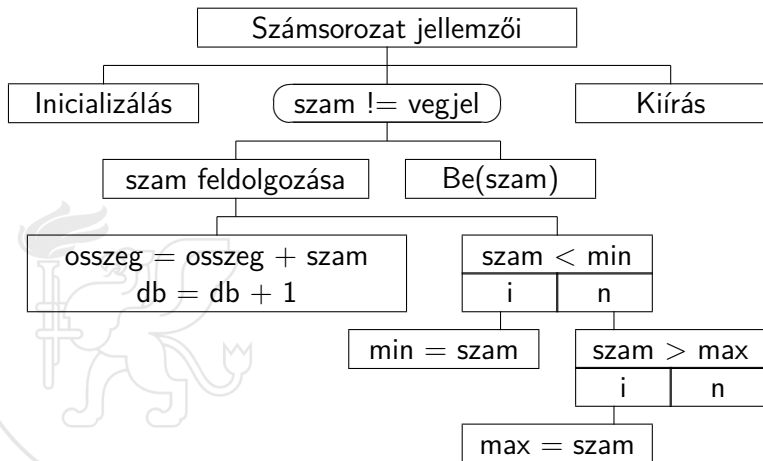 Számsorozat jellemzői
Inicializálás
szam != vegjel
Kiírás
szam feldolgozása
Be(szam)
osszeg = osszeg + szam
db = db + 1
szam < min
i
n
min = szam
szam > max
i
n
max = szam